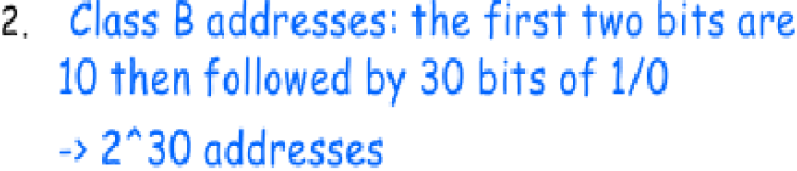 2. Class B addresses: the first two bits are
10 then followed by 30 bits of 1/0
-> 2^30 addresses